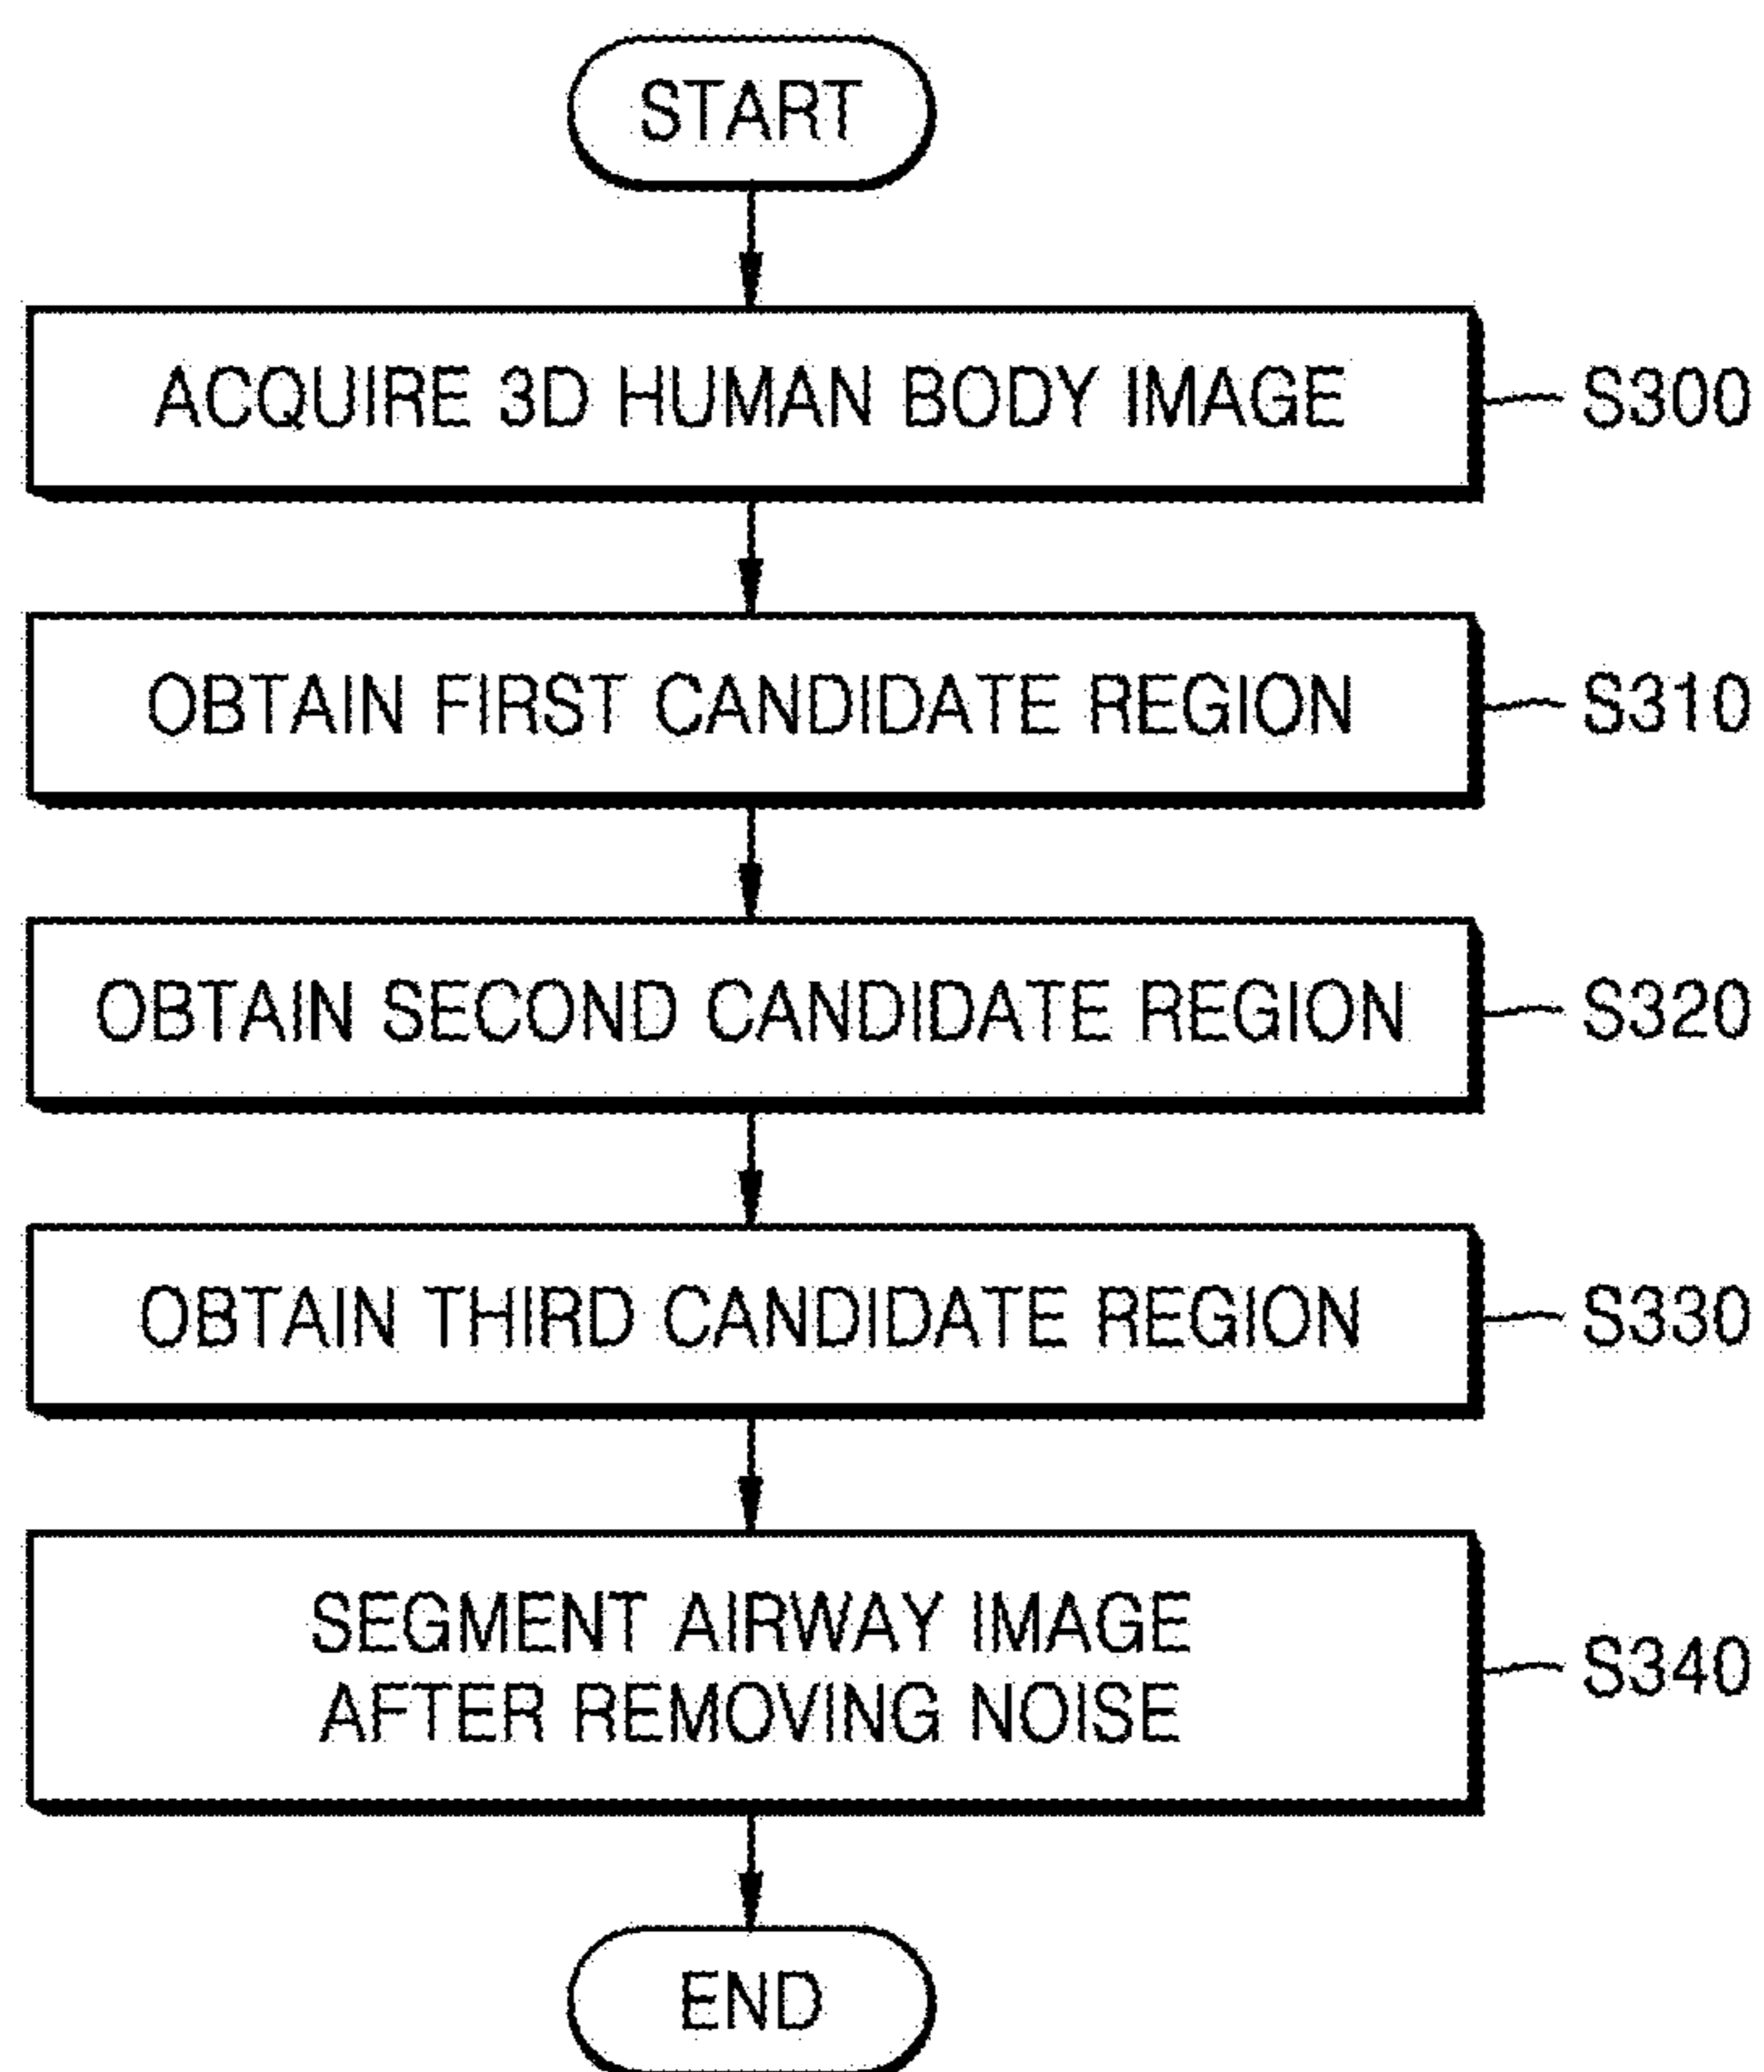 START
ACQUIRE 3D HUMAN BODY IMAGE
S300
OBTAIN FIRST CANDIDATE REGION
S310
OBTAIN SECOND CANDIDATE REGION
S320
OBTAIN THIRD CANDIDATE REGION
S330
SEGMENT AIRWAY IMAGE
AFTER REMOVING NOISE
S340
END